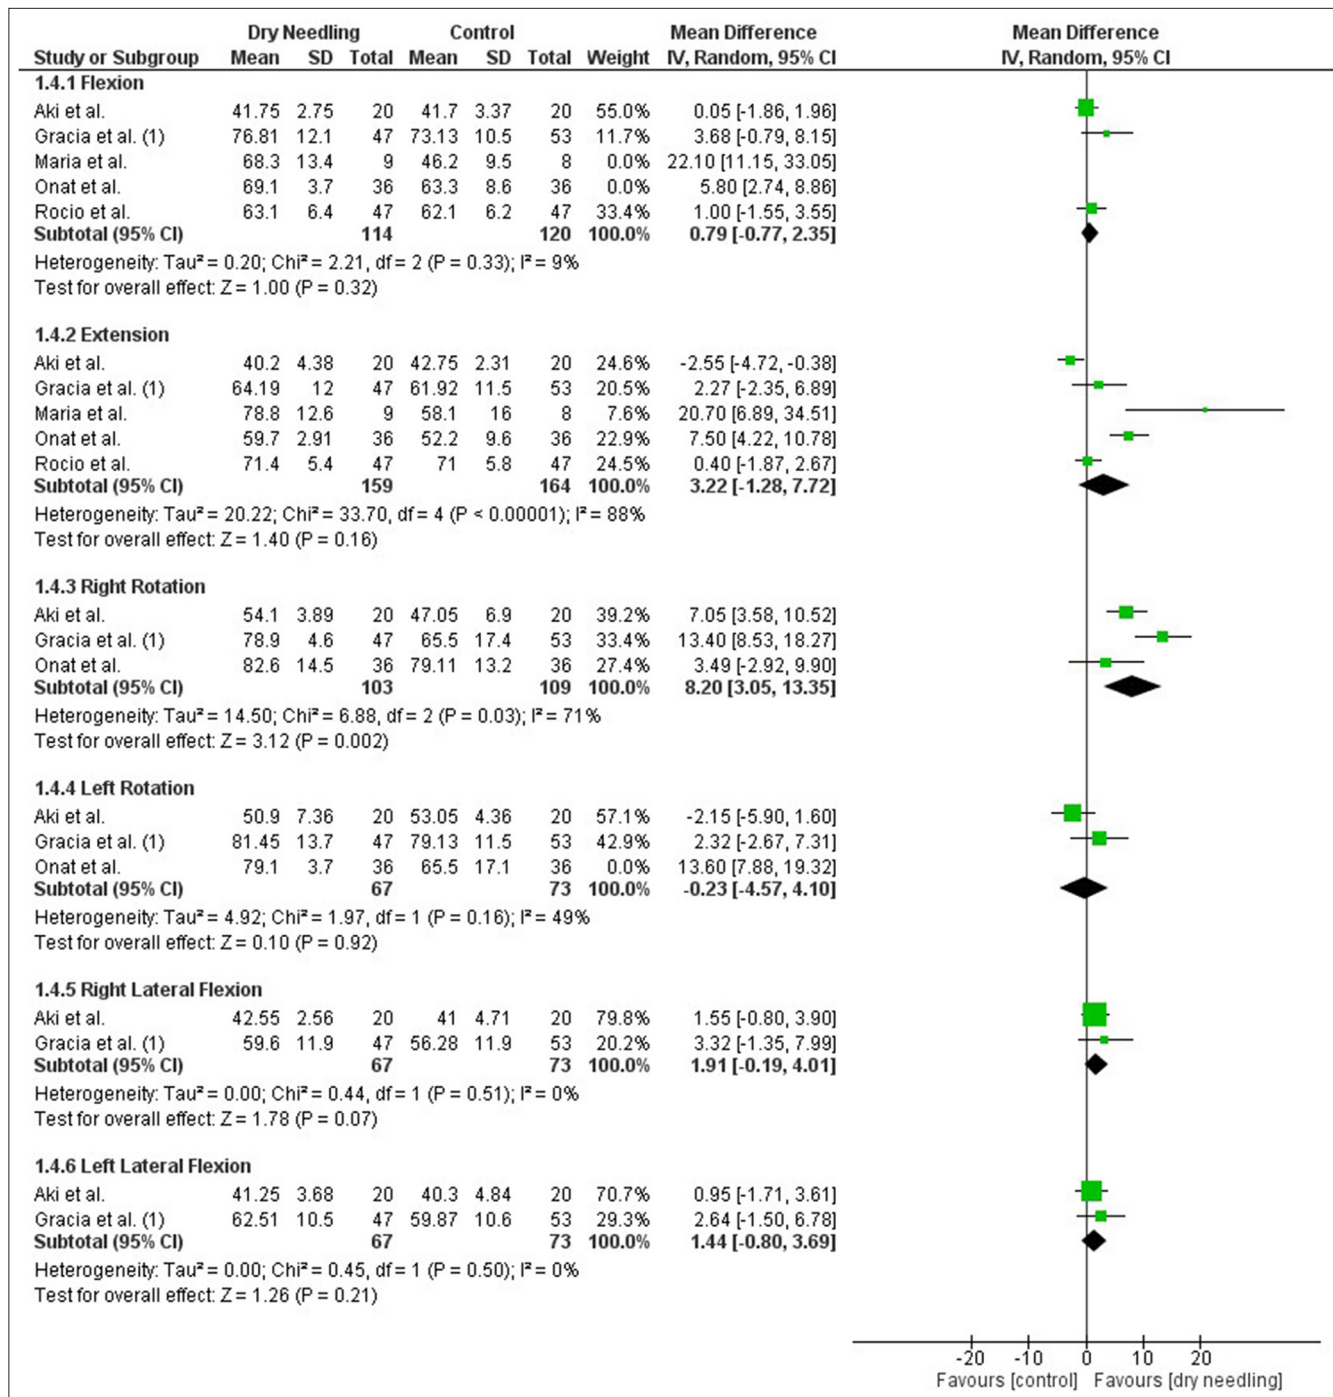 Dry Needling Control Mean Difference Mean Difference
Study or Subgroup Mean SD Total Mean SD Total Weight IV, Random, 95% CI IV, Random, 95% CI
1.4.1 Flexion
Aki et al. 41.75 2.75 20 41.7 3.37 20 55.0% 0.05 [-1.86, 1.96]
Gracia et al. (1) 76.81 12.1 47 73.13 10.5 53 11.7% 3.68 [-0.79, 8.15]
Maria et al. 68.3 13.4 9 46.2 9.5 8 0.0% 22.10 [11.15, 33.05]
Onat et al. 69.1 3.7 36 63.3 8.6 36 0.0% 5.80 [2.74, 8.86]
Rocio et al. 63.1 6.4 47 62.1 6.2 47 33.4% 1.00 [-1.55, 3.55]
Subtotal (95% CI) 114 120 100.0% 0.79 [-0.77, 2.35]
Heterogeneity: Tau² = 0.20; Chi² = 2.21, df = 2 (P = 0.33); I² = 9%
Test for overall effect: Z = 1.00 (P = 0.32)
1.4.2 Extension
Aki et al. 40.2 4.38 20 42.75 2.31 20 24.6% -2.55 [-4.72, -0.38]
Gracia et al. (1) 64.19 12 47 61.92 11.5 53 20.5% 2.27 [-2.35, 6.89]
Maria et al. 78.8 12.6 9 58.1 16 8 7.6% 20.70 [6.89, 34.51]
Onat et al. 59.7 2.91 36 52.2 9.6 36 22.9% 7.50 [4.22, 10.78]
Rocio et al. 71.4 5.4 47 71 5.8 47 24.5% 0.40 [-1.87, 2.67]
Subtotal (95% CI) 159 164 100.0% 3.22 [-1.28, 7.72]
Heterogeneity: Tau² = 20.22; Chi² = 33.70, df = 4 (P < 0.00001); I² = 88%
Test for overall effect: Z = 1.40 (P = 0.16)
1.4.3 Right Rotation
Aki et al. 54.1 3.89 20 47.05 6.9 20 39.2% 7.05 [3.58, 10.52]
Gracia et al. (1) 78.9 4.6 47 65.5 17.4 53 33.4% 13.40 [8.53, 18.27]
Onat et al. 82.6 14.5 36 79.11 13.2 36 27.4% 3.49 [-2.92, 9.90]
Subtotal (95% CI) 103 109 100.0% 8.20 [3.05, 13.35]
Heterogeneity: Tau² = 14.50; Chi² = 6.88, df = 2 (P = 0.03); I² = 71%
Test for overall effect: Z = 3.12 (P = 0.002)
1.4.4 Left Rotation
Aki et al. 50.9 7.36 20 53.05 4.36 20 57.1% -2.15 [-5.90, 1.60]
Gracia et al. (1) 81.45 13.7 47 79.13 11.5 53 42.9% 2.32 [-2.67, 7.31]
Onat et al. 79.1 3.7 36 65.5 17.1 36 0.0% 13.60 [7.88, 19.32]
Subtotal (95% CI) 67 73 100.0% -0.23 [-4.57, 4.10]
Heterogeneity: Tau² = 4.92; Chi² = 1.97, df = 1 (P = 0.16); I² = 49%
Test for overall effect: Z = 0.10 (P = 0.92)
1.4.5 Right Lateral Flexion
Aki et al. 42.55 2.56 20 41 4.71 20 79.8% 1.55 [-0.80, 3.90]
Gracia et al. (1) 59.6 11.9 47 56.28 11.9 53 20.2% 3.32 [-1.35, 7.99]
Subtotal (95% CI) 67 73 100.0% 1.91 [-0.19, 4.01]
Heterogeneity: Tau² = 0.00; Chi² = 0.44, df = 1 (P = 0.51); I² = 0%
Test for overall effect: Z = 1.78 (P = 0.07)
1.4.6 Left Lateral Flexion
Aki et al. 41.25 3.68 20 40.3 4.84 20 70.7% 0.95 [-1.71, 3.61]
Gracia et al. (1) 62.51 10.5 47 59.87 10.6 53 29.3% 2.64 [-1.50, 6.78]
Subtotal (95% CI) 67 73 100.0% 1.44 [-0.80, 3.69]
Heterogeneity: Tau² = 0.00; Chi² = 0.45, df = 1 (P = 0.50); I² = 0%
Test for overall effect: Z = 1.26 (P = 0.21)
-20 -10 0 10 20
Favours [control] Favours [dry needling]